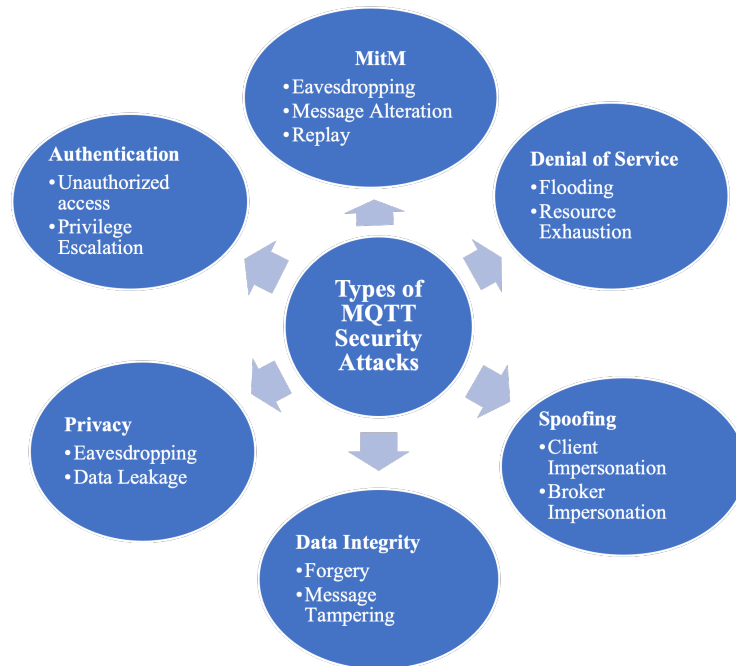 MitM
•Eavesdropping
•Message Alteration
•Replay
Denial of Service
•Flooding
•Resource
Exhaustion
Spoofing
•Client
Impersonation
•Broker
Impersonation
Data Integrity
•Forgery
•Message
Tampering
Privacy
•Eavesdropping
•Data Leakage
Authentication
•Unauthorized
access
•Privilege
Escalation
Types of
MQTT
Security
Attacks